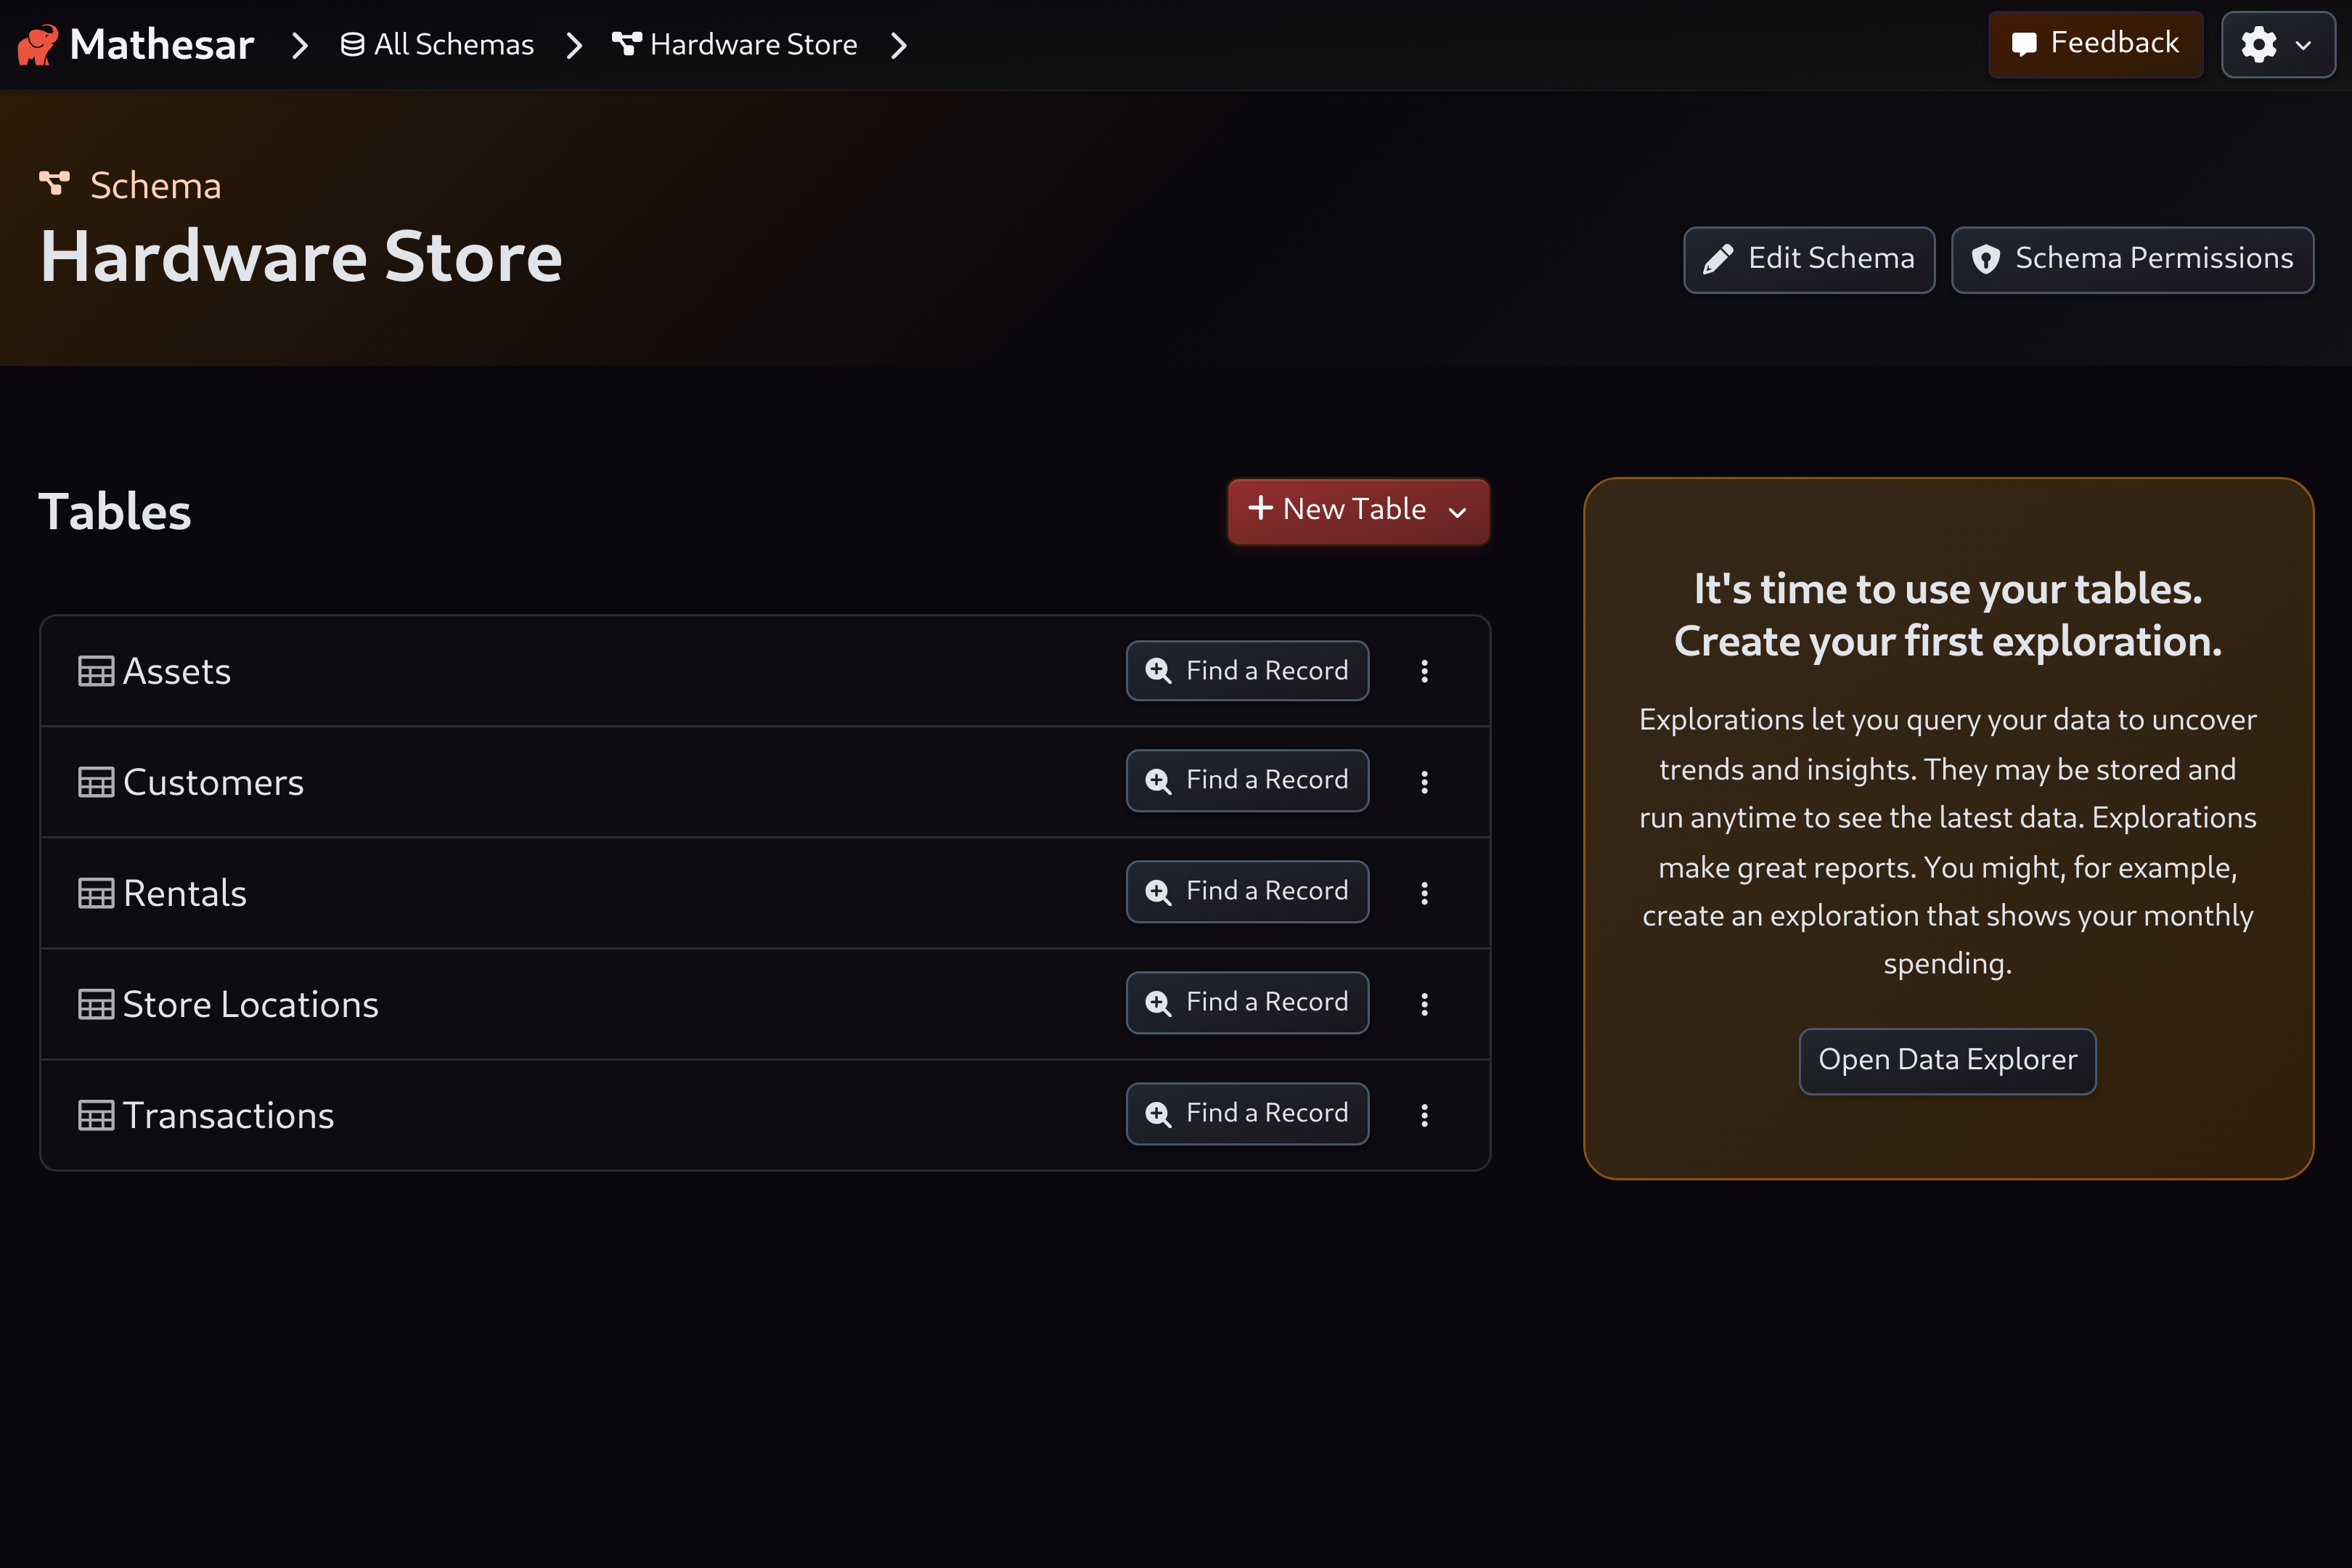 Mathesar
All Schemas
Hardware Store
Feedback
Schema
Hardware Store
Edit Schema
Schema Permissions
Tables
New Table
Assets
Find a Record
Customers
Find a Record
Rentals
Find a Record
Store Locations
Find a Record
Transactions
Find a Record
It's time to use your tables.
Create your first exploration.
Explorations let you query your data to uncover
trends and insights. They may be stored and
run anytime to see the latest data. Explorations
make great reports. You might, for example,
create an exploration that shows your monthly
spending.
Open Data Explorer